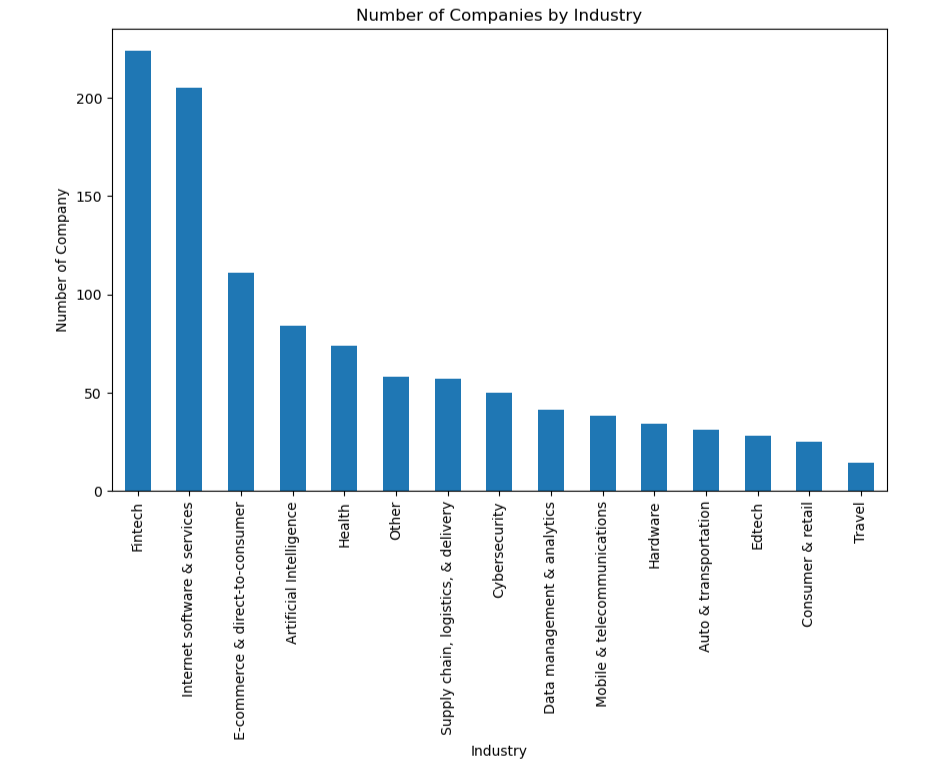 Number of Companies by Industry
Number of Company
200
150
100
50
0
Fintech
Internet software & services
E-commerce & direct-to-consumer
Artificial Intelligence
Health
Other
Supply chain, logistics, & delivery
Cybersecurity
Data management & analytics
Mobile & telecommunications
Hardware
Auto & transportation
Edtech
Consumer & retail
Travel
Industry